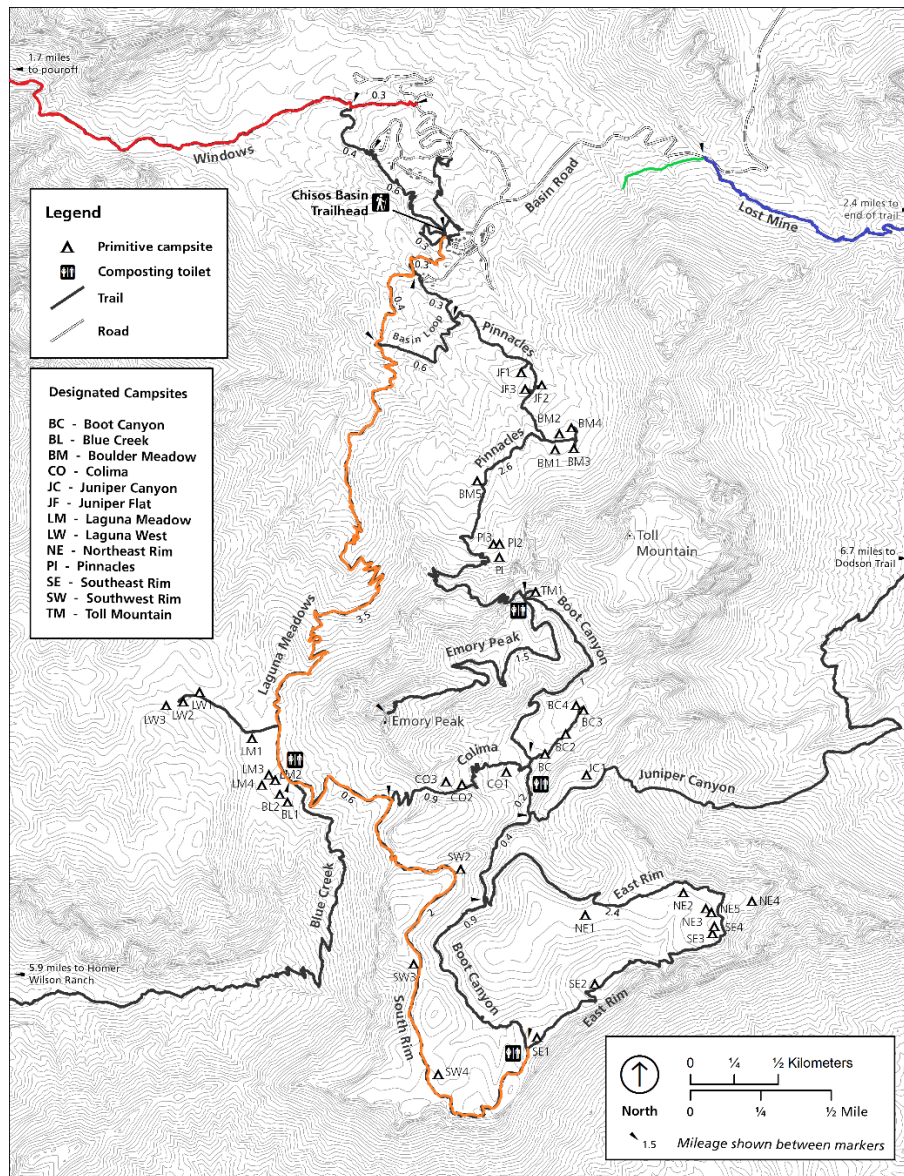 1.7 miles
to pouroff
0.3
Windows
0.4
0.6
Chisos Basin
Trailhead
Basin Road
Lost Mine
2.4 miles to
end of trail
Legend
Primitive campsite
Composting toilet
Trail
Road
0.3
0.3
0.4
0.3
Basin Loop
0.6
Pinnacles
JF1
JF3
JF2
BM2
BM4
BM1
BM3
Pinnacles
2.6
BM5
Designated Campsites
BC - Boot Canyon
BL - Blue Creek
BM - Boulder Meadow
CO - Colima
JC - Juniper Canyon
JF - Juniper Flat
LM - Laguna Meadow
LW - Laguna West
NE - Northeast Rim
PI - Pinnacles
SE - Southeast Rim
SW - Southwest Rim
TM - Toll Mountain
PI3
PI2
PI
Toll
Mountain
6.7 miles to
Dodson Trail
TM1
Boot Canyon
1
Emory Peak
1.5
Emory Peak
3.5
Laguna Meadows
LW3
LW2
LW1
LM1
LM3
LM2
LM4
BL2
BL1
0.6
BC4
BC3
BC2
BC
Colima
CO3
CO2
CO1
0.9
JC1
Juniper Canyon
0.2
0.4
SW2
Blue Creek
East Rim
2.4
NE1
NE2
NE3
NE5
NE4
SE4
SE3
0.9
2
SW3
Boot Canyon
SE2
East Rim
5.9 miles to Homer
Wilson Ranch
South Rim
SE1
SW4
North
0 ¼ ½ Kilometers
0 ¼ ½ Mile
1.5 Mileage shown between markers